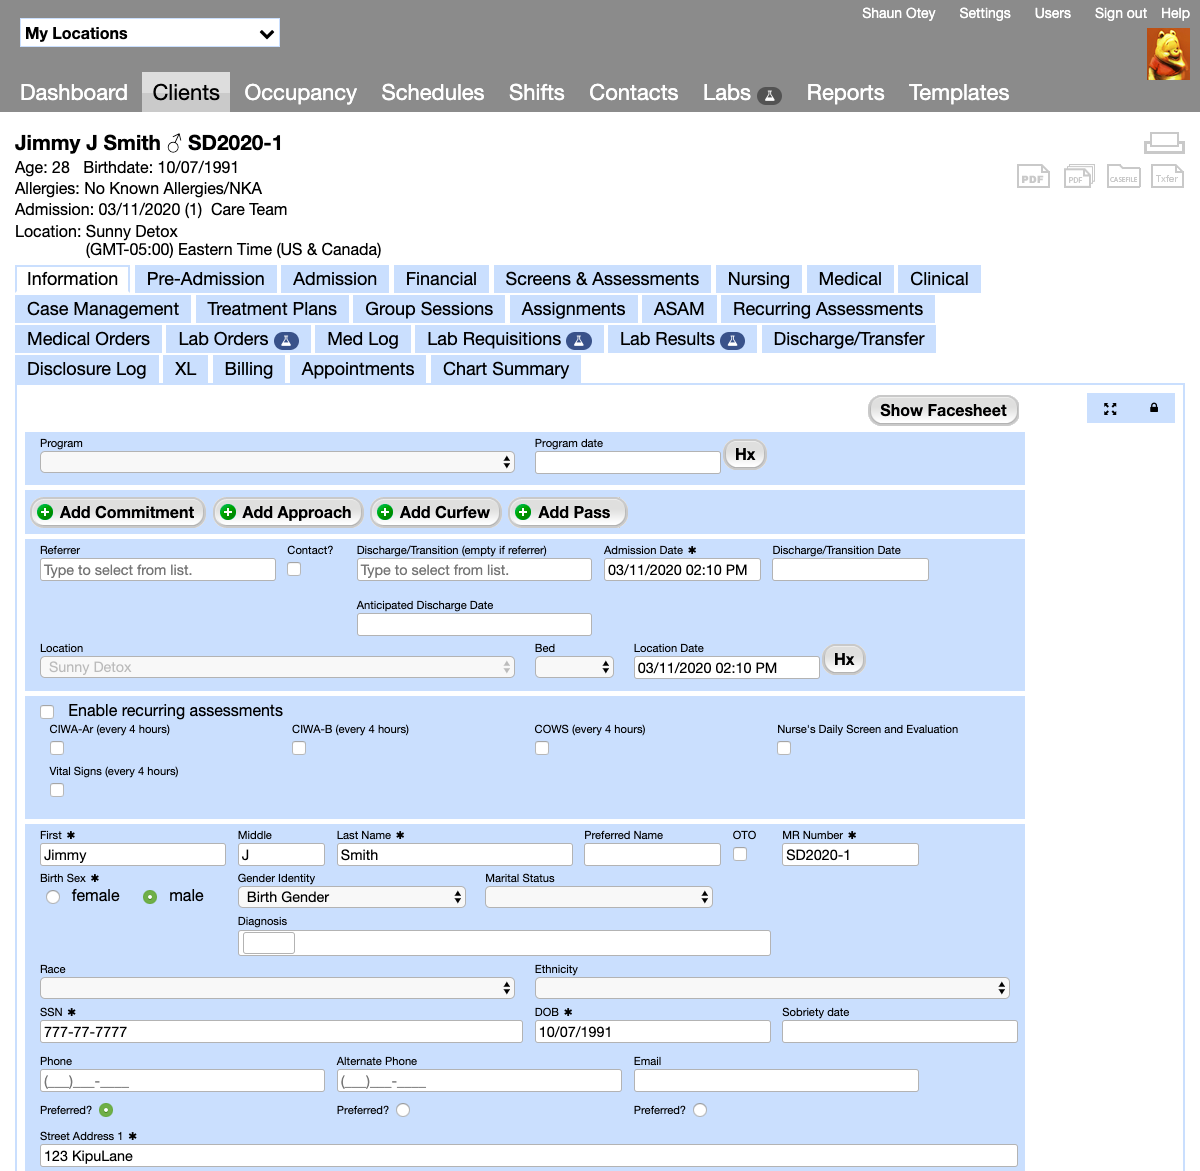 Shaun Otey Settings Users Sign out Help
My Locations
Dashboard Clients Occupancy Schedules Shifts Contacts Labs Reports Templates
Jimmy J Smith ♂ SD2020-1
Age: 28 Birthdate: 10/07/1991
Allergies: No Known Allergies/NKA
PDF PDF CASEFILE Txfer
Admission: 03/11/2020 (1) Care Team
Location: Sunny Detox
(GMT-05:00) Eastern Time (US & Canada)
Information Pre-Admission Admission Financial Screens & Assessments Nursing Medical Clinical
Case Management Treatment Plans Group Sessions Assignments ASAM Recurring Assessments
Medical Orders Lab Orders Med Log Lab Requisitions Lab Results Discharge/Transfer
Disclosure Log XL Billing Appointments Chart Summary
Show Facesheet
Program Program date
Hx
Add Commitment Add Approach Add Curfew Add Pass
Referrer Contact? Discharge/Transition (empty if referrer) Admission Date ✱ Discharge/Transition Date
Type to select from list. Type to select from list. 03/11/2020 02:10 PM
Anticipated Discharge Date
Location Bed Location Date
Sunny Detox 03/11/2020 02:10 PM Hx
Enable recurring assessments
CIWA-Ar (every 4 hours) CIWA-B (every 4 hours) COWS (every 4 hours) Nurse's Daily Screen and Evaluation
Vital Signs (every 4 hours)
First ✱ Middle Last Name ✱ Preferred Name OTO MR Number ✱
Jimmy J Smith SD2020-1
Birth Sex ✱ Gender Identity Marital Status
female male Birth Gender
Diagnosis
Race Ethnicity
SSN ✱ DOB ✱ Sobriety date
777-77-7777 10/07/1991
Phone Alternate Phone Email
(___)___-____ (___)___-____
Preferred? Preferred? Preferred?
Street Address 1 ✱
123 KipuLane